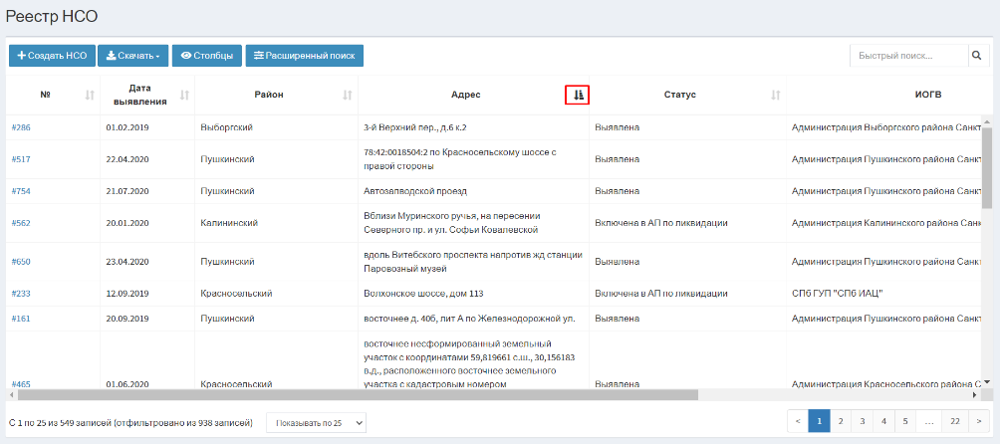 Реестр НСО
Создать НСО Скачать Столбцы Расширенный поиск Быстрый поиск...
№ Дата выявления Район Адрес Статус ИОГВ
#286 01.02.2019 Выборгский 3-й Верхний пер., д.6 к.2 Выявлена Администрация Выборгского района Санкт
#517 22.04.2020 Пушкинский 78:42:0018504:2 по Красносельскому шоссе с
правой стороны Выявлена Администрация Пушкинского района Санкт
#754 21.07.2020 Пушкинский Автозаводской проезд Выявлена Администрация Пушкинского района Санкт
#562 20.01.2020 Калининский Вблизи Муринского ручья, на пересении
Северного пр. и ул. Софьи Ковалевской Включена в АП по ликвидации Администрация Калининского района Санк
#650 23.04.2020 Пушкинский вдоль Витебского проспекта напротив жд станции
Паровозный музей Выявлена Администрация Пушкинского района Санкт
#233 12.09.2019 Красносельский Волхонское шоссе, дом 113 Включена в АП по ликвидации СПб ГУП "СПб ИАЦ"
#161 20.09.2019 Пушкинский восточнее д. 40б, лит А по Железнодорожной ул. Выявлена Администрация Пушкинского района Санкт
восточнее несформированный земельный
участок с координатами 59,819661 с.ш., 30,156183
в.д., расположенного восточнее земельного
#465 01.06.2020 Красносельский участка с кадастровым номером Выявлена Администрация Красносельского района С
С 1 по 25 из 549 записей (отфильтровано из 938 записей) Показывать по 25 < 1 2 3 4 5 ... 22 >